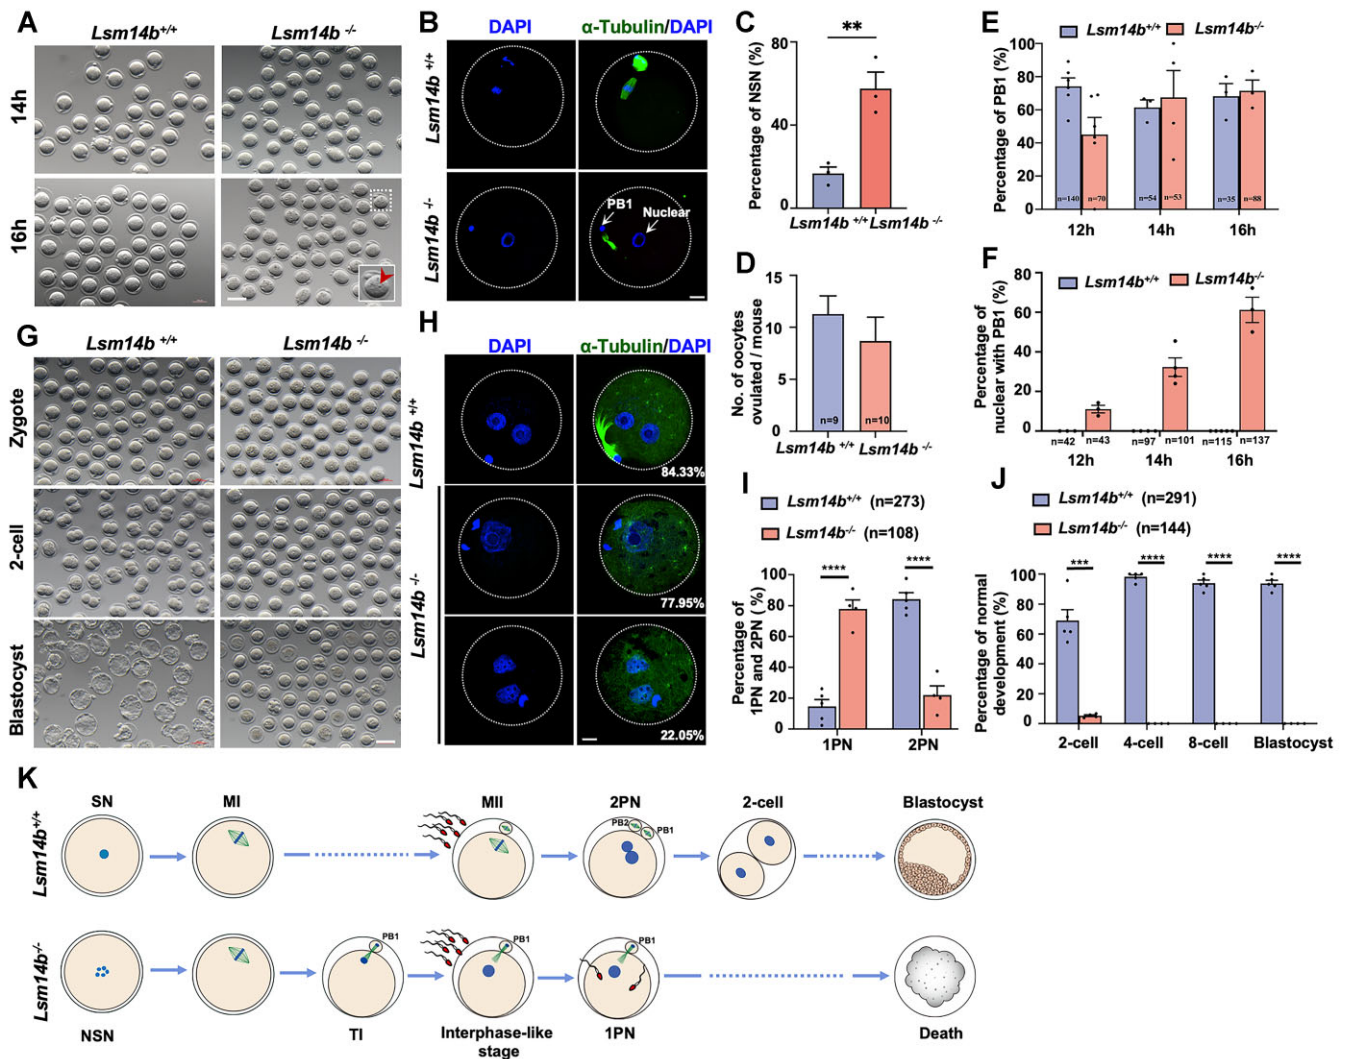 A
Lsm14b+/+
Lsm14b -/-
14h
16h
B
DAPI
α-Tubulin/DAPI
Lsm14b +/+
Lsm14b -/-
PB1
Nuclear
C
Percentage of NSN (%)
80
40
0
**
Lsm14b +/+ Lsm14b -/-
D
No. of oocytes
ovulated / mouse
15
10
5
0
n=9
n=10
Lsm14b +/+ Lsm14b -/-
E
Lsm14b+/+
Lsm14b-/-
Percentage of PB1 (%)
100
80
60
40
20
0
n=140
n=70
n=54
n=53
n=35
n=88
12h
14h
16h
F
Lsm14b+/+
Lsm14b-/-
Percentage of
nuclear with PB1 (%)
80
60
40
20
0
n=42
n=43
n=97
n=101
n=115
n=137
12h
14h
16h
G
Lsm14b +/+
Lsm14b -/-
Zygote
2-cell
Blastocyst
H
DAPI
α-Tubulin/DAPI
Lsm14b+/+
Lsm14b -/-
84.33%
77.95%
22.05%
I
Lsm14b+/+ (n=273)
Lsm14b-/- (n=108)
Percentage of
1PN and 2PN (%)
100
80
60
40
20
0
****
****
1PN
2PN
J
Lsm14b+/+ (n=291)
Lsm14b-/- (n=144)
Percentage of normal
development (%)
100
80
60
40
20
0
***
****
****
****
2-cell
4-cell
8-cell
Blastocyst
K
Lsm14b+/+
SN
MI
MII
2PN
2-cell
Blastocyst
PB2
PB1
Lsm14b-/-
PB1
PB1
PB1
NSN
TI
Interphase-like
stage
1PN
Death